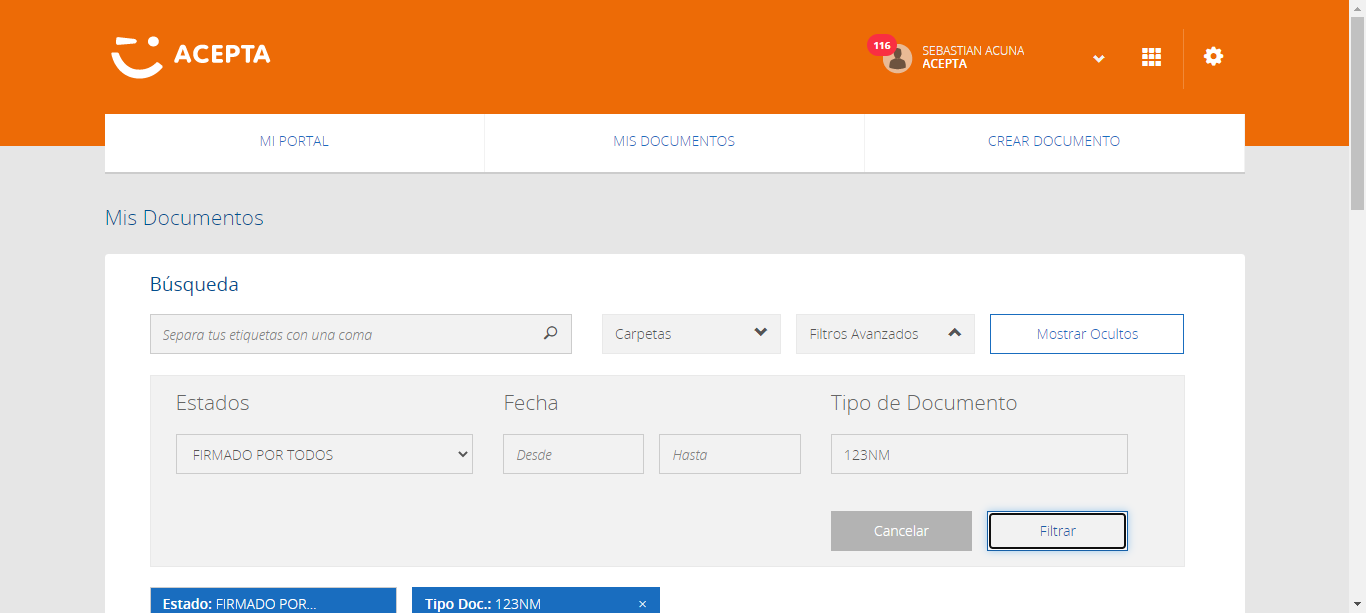 ACEPTA
116
SEBASTIAN ACUNA
ACEPTA
MI PORTAL
MIS DOCUMENTOS
CREAR DOCUMENTO
Mis Documentos
Búsqueda
Separa tus etiquetas con una coma
Carpetas
Filtros Avanzados
Mostrar Ocultos
Estados
Fecha
Tipo de Documento
FIRMADO POR TODOS
Desde
Hasta
123NM
Cancelar
Filtrar
Estado: FIRMADO POR...
Tipo Doc.: 123NM ×